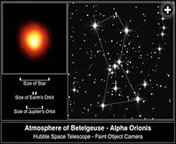 Size of Star
Size of Earth's Orbit
Size of Jupiter's Orbit
Atmosphere of Betelgeuse · Alpha Orionis
Hubble Space Telescope · Faint Object Camera